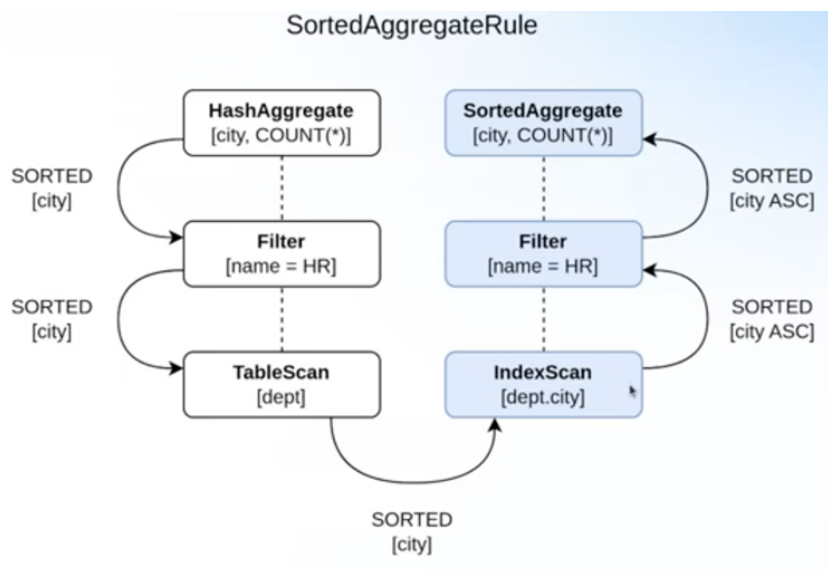 SortedAggregateRule
HashAggregate
[city, COUNT(*)]
SortedAggregate
[city, COUNT(*)]
SORTED
[city]
SORTED
[city ASC]
Filter
[name = HR]
Filter
[name = HR]
SORTED
[city]
SORTED
[city ASC]
TableScan
[dept]
IndexScan
[dept.city]
SORTED
[city]